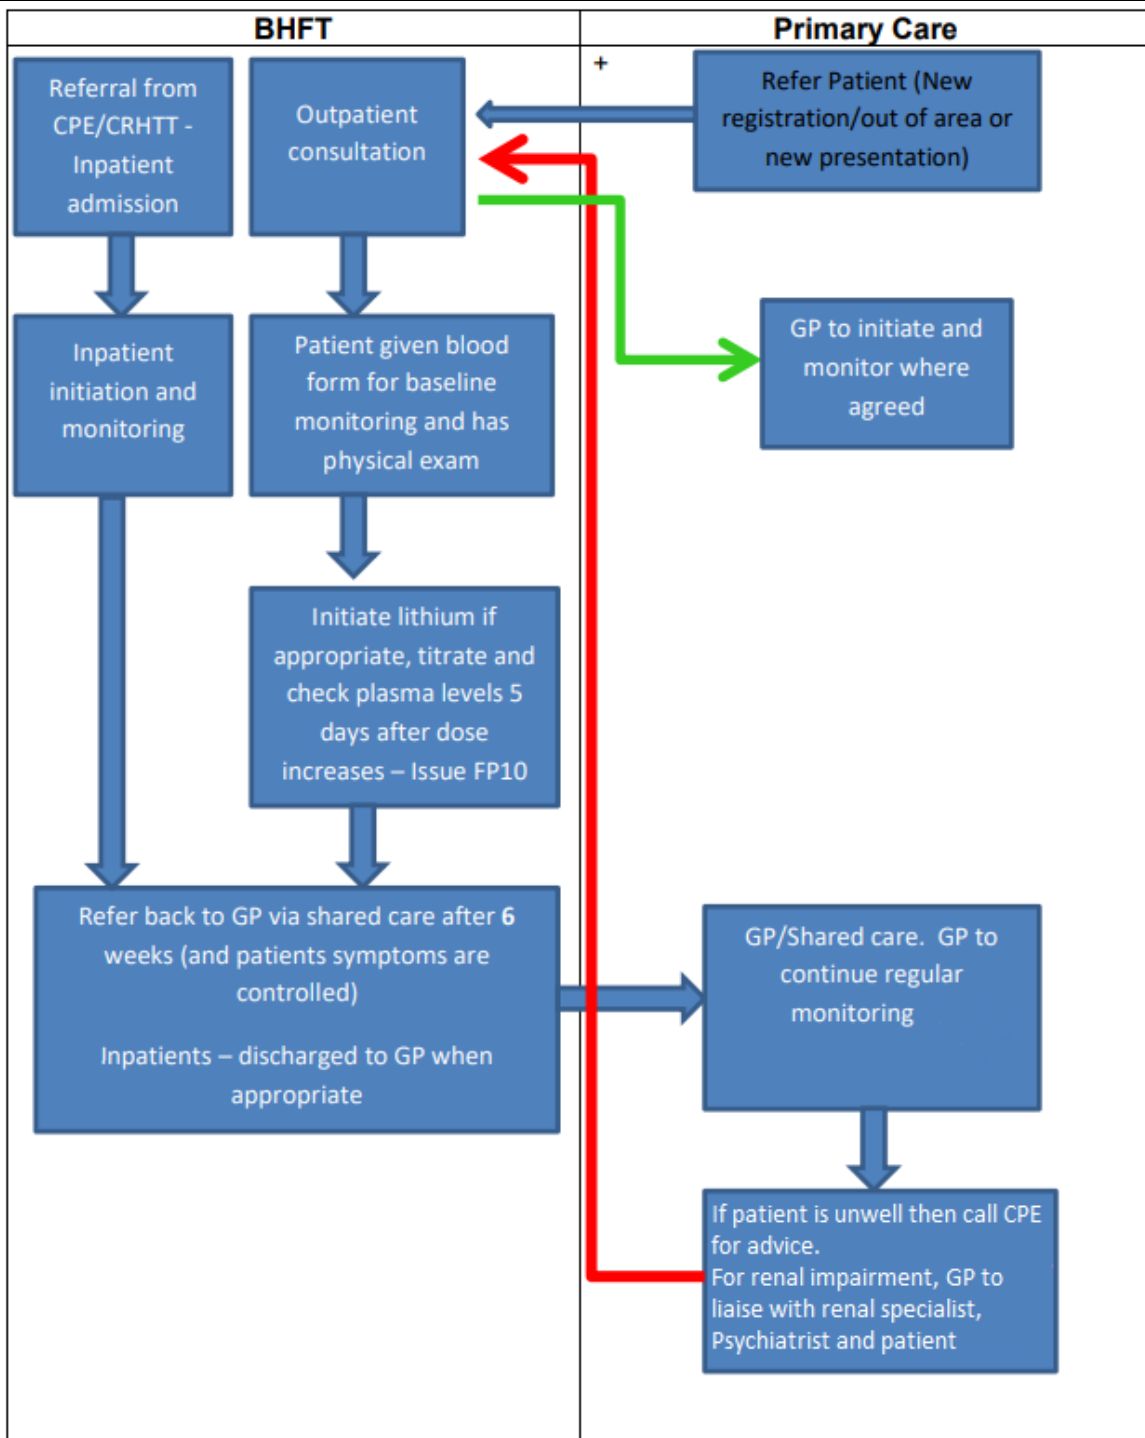 BHFT
Primary Care
+
Referral from
CPE/CRHTT -
Inpatient
admission
Outpatient
consultation
Refer Patient (New
registration/out of area or
new presentation)
Inpatient
initiation and
monitoring
Patient given blood
form for baseline
monitoring and has
physical exam
GP to initiate and
monitor where
agreed
Initiate lithium if
appropriate, titrate and
check plasma levels 5
days after dose
increases – Issue FP10
Refer back to GP via shared care after 6
weeks (and patients symptoms are
controlled)
Inpatients – discharged to GP when
appropriate
GP/Shared care. GP to
continue regular
monitoring
If patient is unwell then call CPE
for advice.
For renal impairment, GP to
liaise with renal specialist,
Psychiatrist and patient